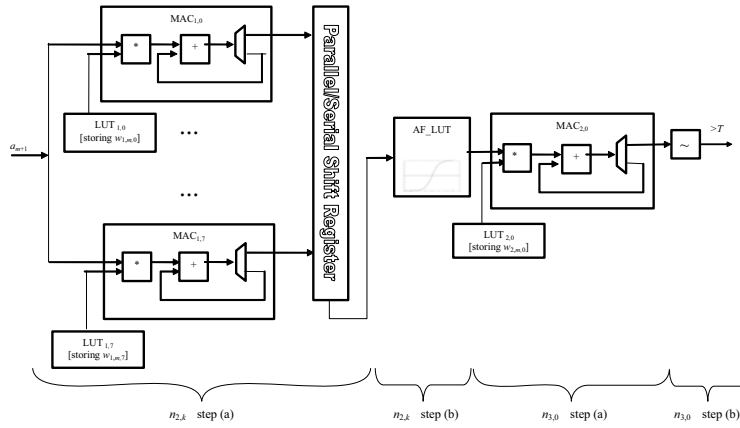 MAC1,0
*
+
LUT 1,0
[storing w1,m,0]
...
am+1
...
MAC1,7
*
+
LUT 1,7
[storing w1,m,7]
Parallel/Serial Shift Register
AF_LUT
MAC2,0
*
+
LUT 2,0
[storing w2,m,0]
~
>T
n2,k step (a)
n2,k step (b)
n3,0 step (a)
n3,0 step (b)